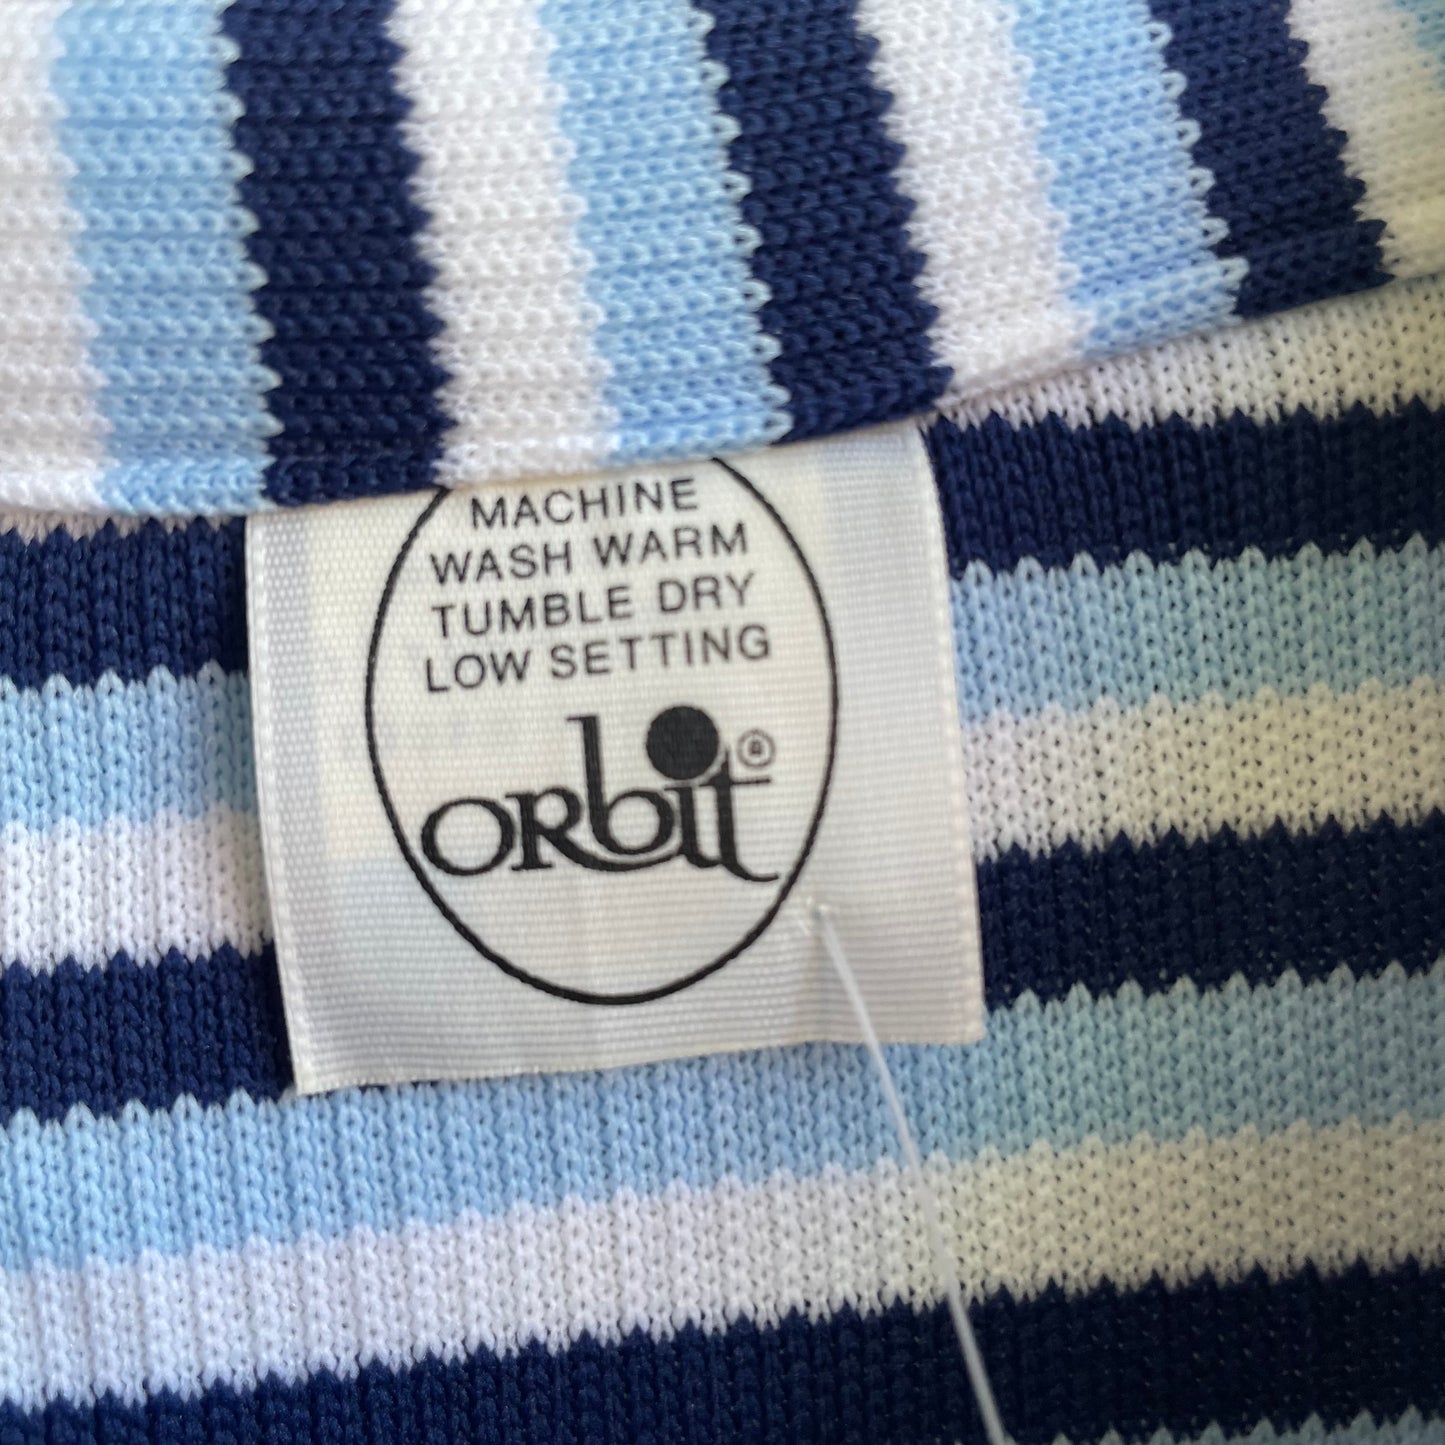 MACHINE
WASH WARM
TUMBLE DRY
LOW SETTING
orbit ®